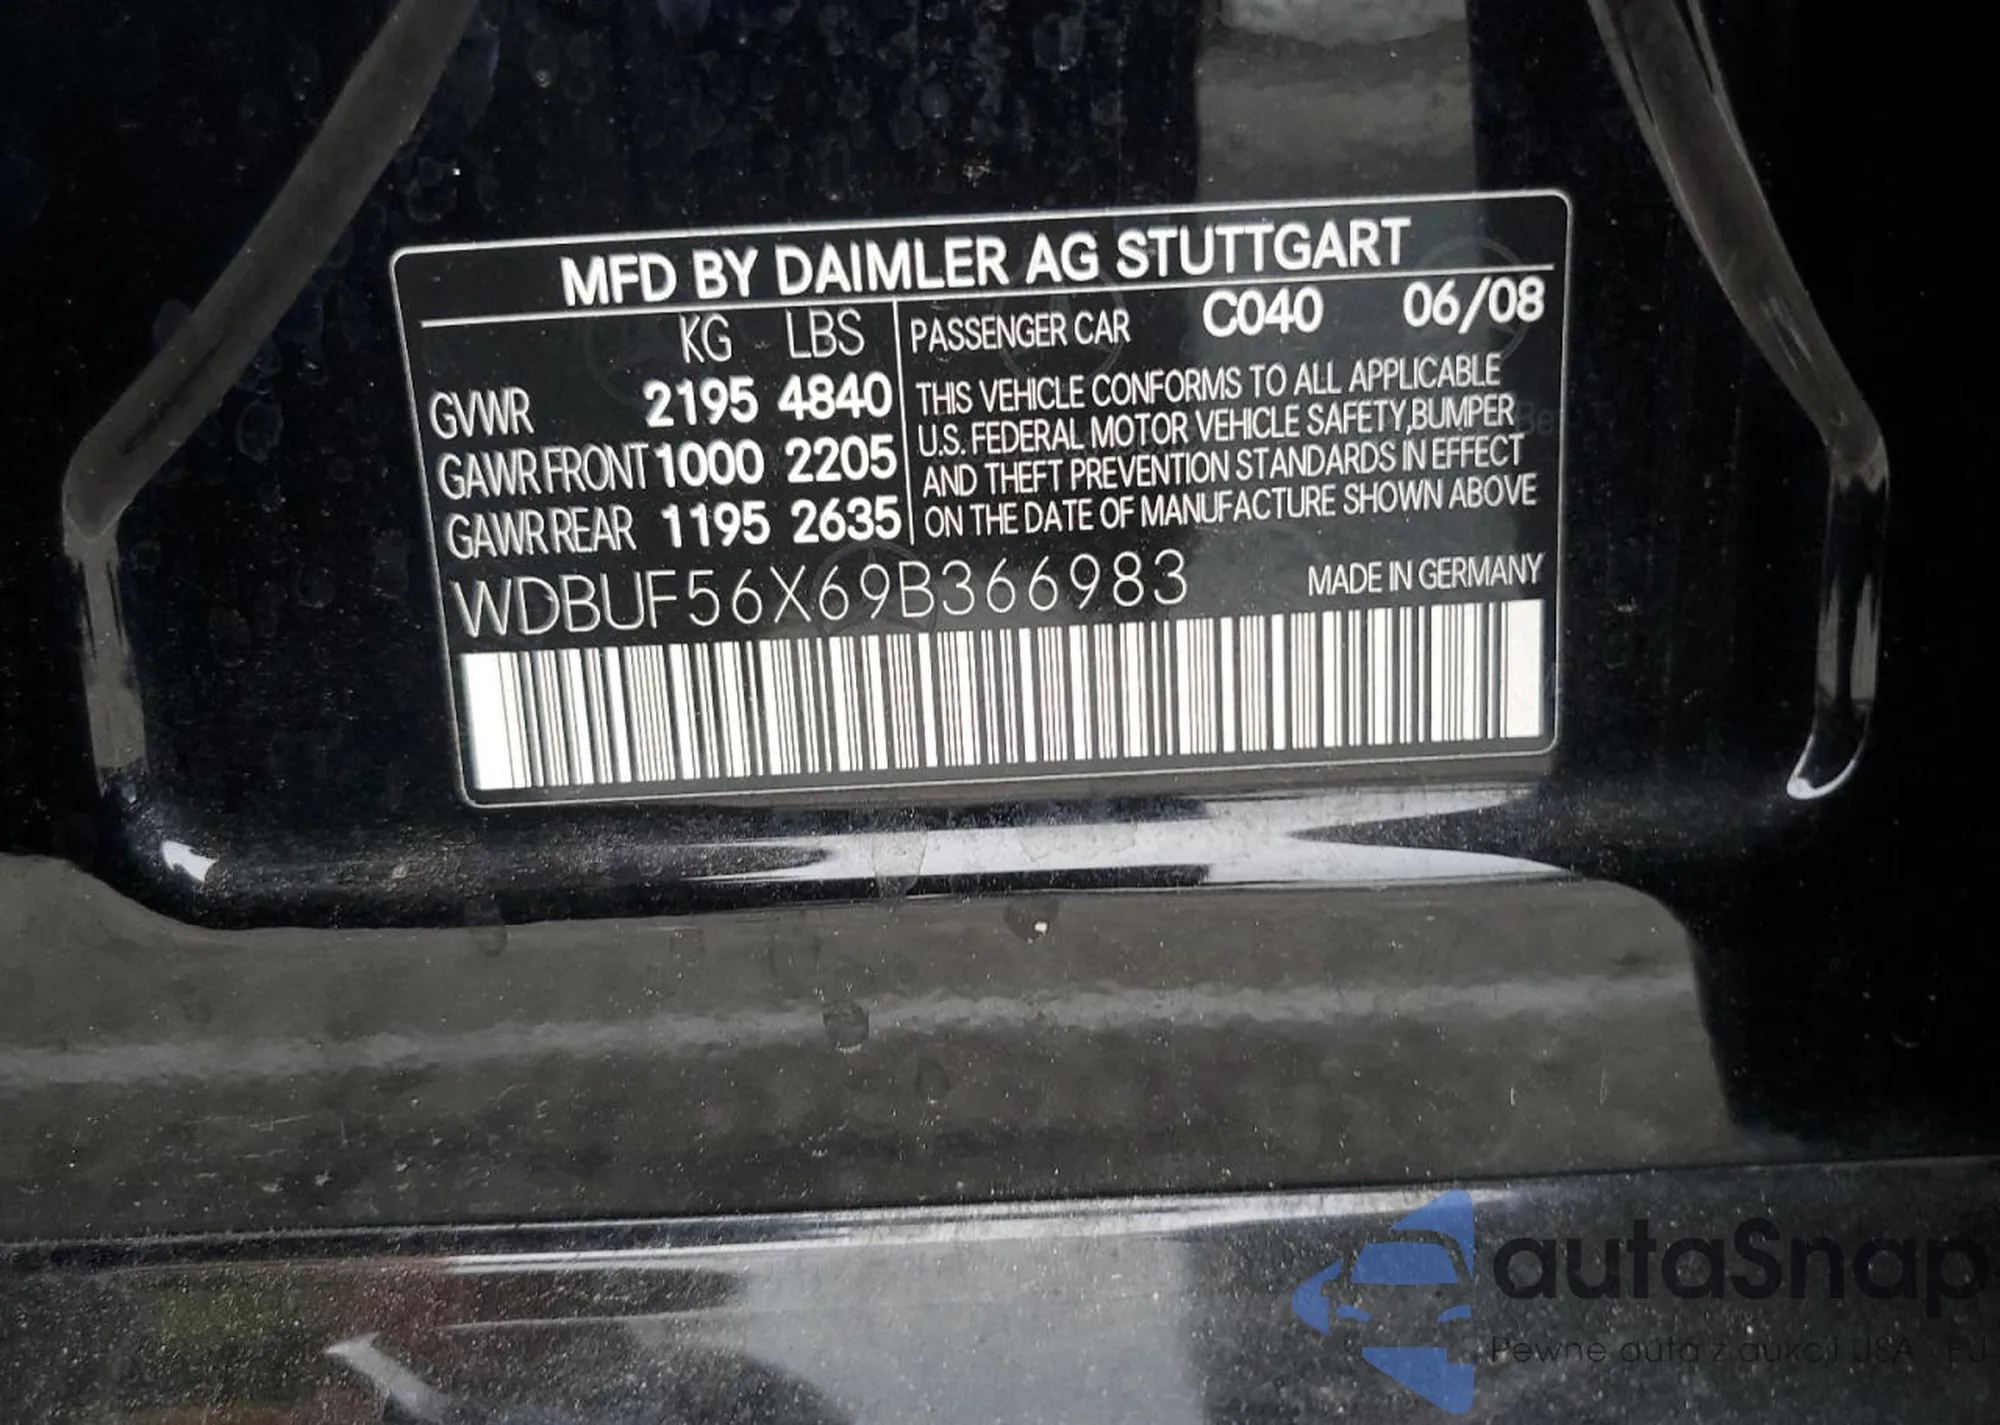 MFD BY DAIMLER AG STUTTGART
KG LBS
GVWR 2195 4840
GAWR FRONT 1000 2205
GAWR REAR 1195 2635
PASSENGER CAR C040 06/08
THIS VEHICLE CONFORMS TO ALL APPLICABLE
U.S. FEDERAL MOTOR VEHICLE SAFETY,BUMPER
AND THEFT PREVENTION STANDARDS IN EFFECT
ON THE DATE OF MANUFACTURE SHOWN ABOVE
WDBUF56X69B366983
MADE IN GERMANY
autaSnap
Pewne auta z aukcji USA i EU